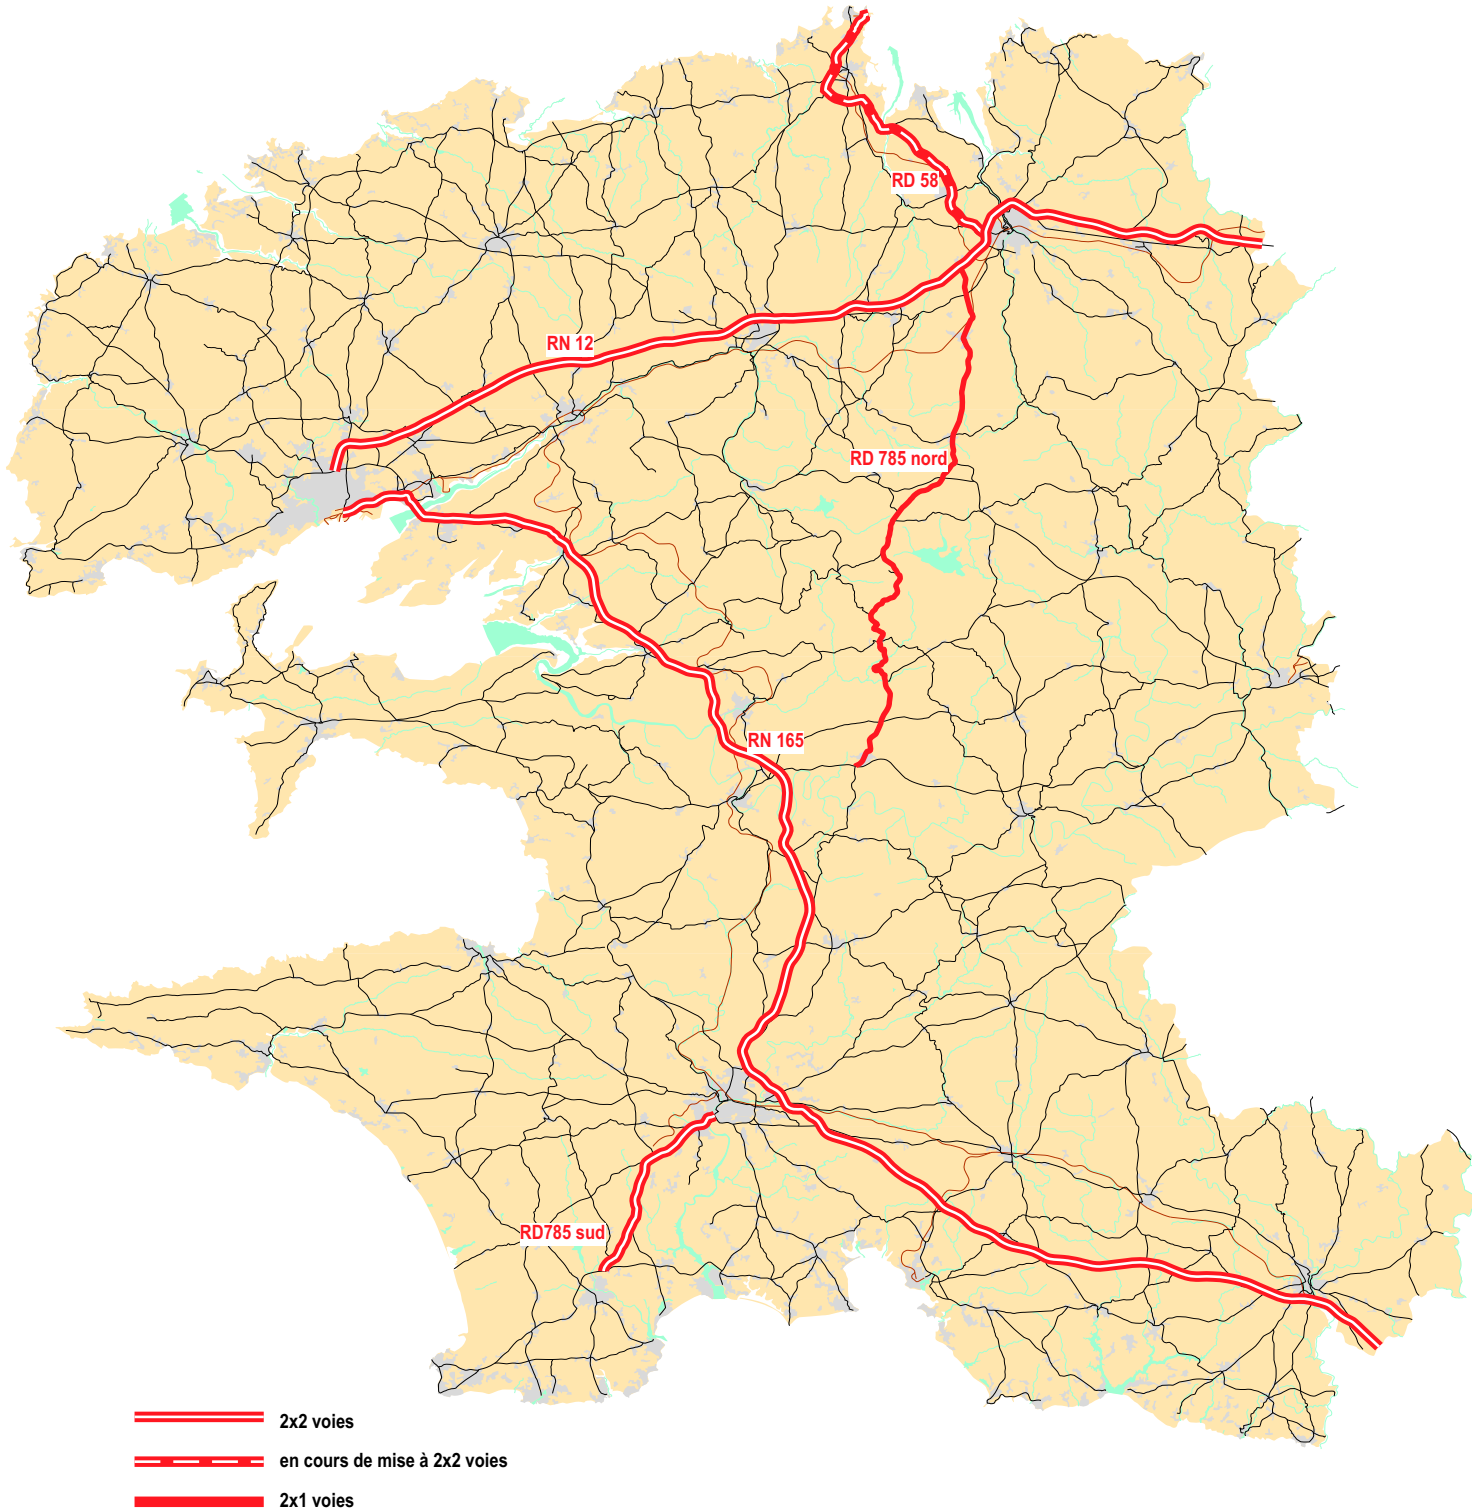 RD 58
RN 12
RD 785 nord
RN 165
RD785 sud
2x2 voies
en cours de mise à 2x2 voies
2x1 voies